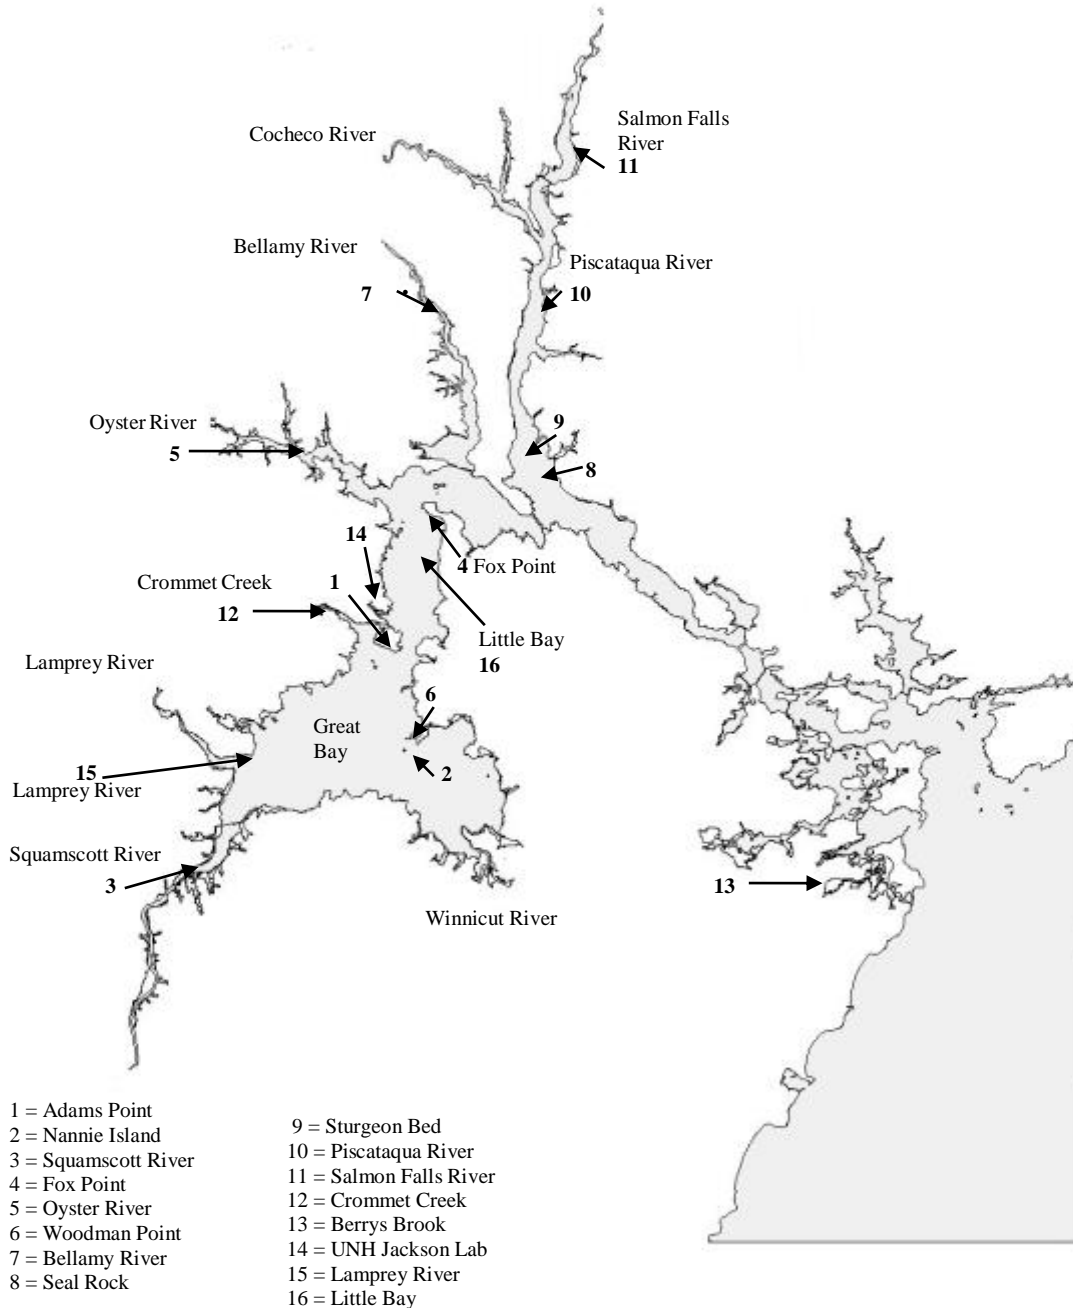 Salmon Falls
River
11
Cocheco River
Bellamy River
7
Piscataqua River
10
Oyster River
5
9
8
14
4 Fox Point
Crommet Creek
12
1
Little Bay
16
Lamprey River
6
Great
Bay
2
15
Lamprey River
Squamscott River
3
13
Winnicut River
1 = Adams Point
2 = Nannie Island
3 = Squamscott River
4 = Fox Point
5 = Oyster River
6 = Woodman Point
7 = Bellamy River
8 = Seal Rock
9 = Sturgeon Bed
10 = Piscataqua River
11 = Salmon Falls River
12 = Crommet Creek
13 = Berrys Brook
14 = UNH Jackson Lab
15 = Lamprey River
16 = Little Bay